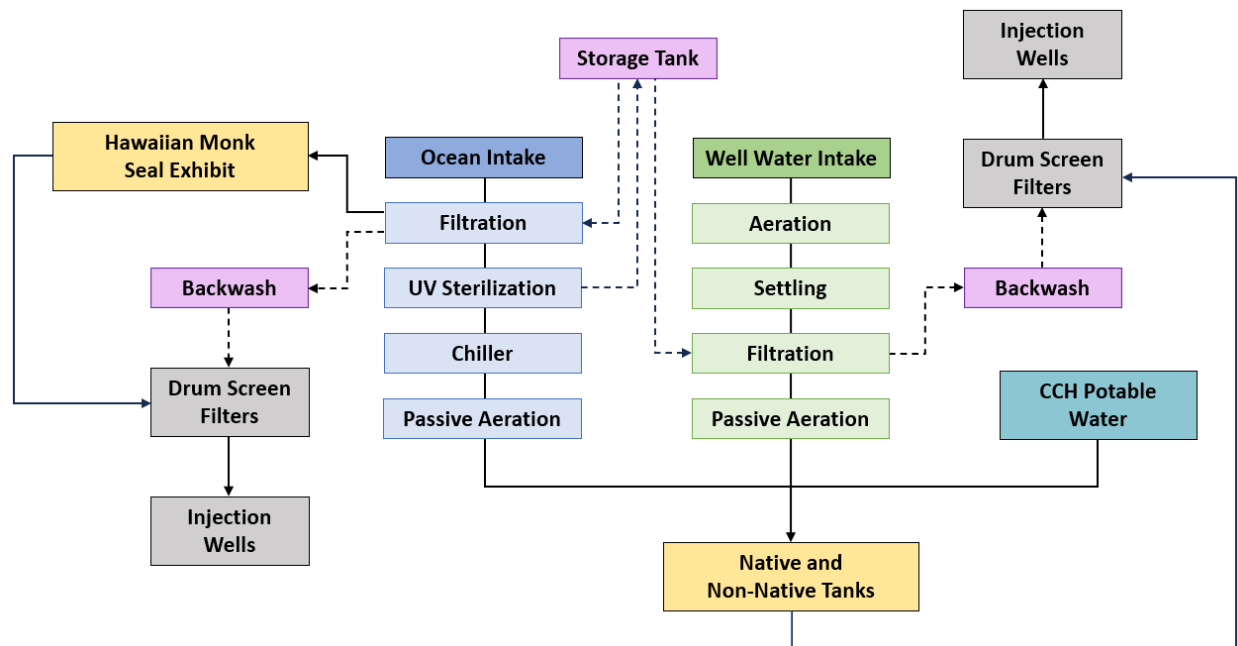 Injection
Wells
Storage Tank
Hawaiian Monk
Seal Exhibit
Ocean Intake
Well Water Intake
Drum Screen
Filters
Filtration
Aeration
Backwash
UV Sterilization
Settling
Backwash
Chiller
Filtration
Drum Screen
Filters
CCH Potable
Water
Passive Aeration
Passive Aeration
Injection
Wells
Native and
Non-Native Tanks